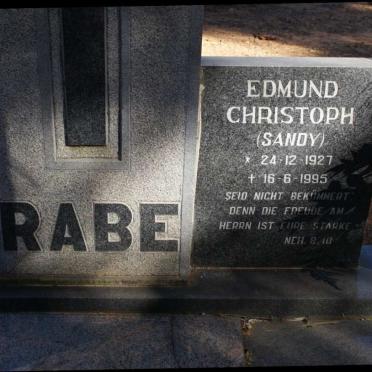 RABE
EDMUND
CHRISTOPH
(SANDY)
* 24-12-1927
+ 16-6-1995
SEID NICHT BEKÜMMERT
DENN DIE FREUDE AM
HERRN IST EURE STÄRKE
NEH. 8,10